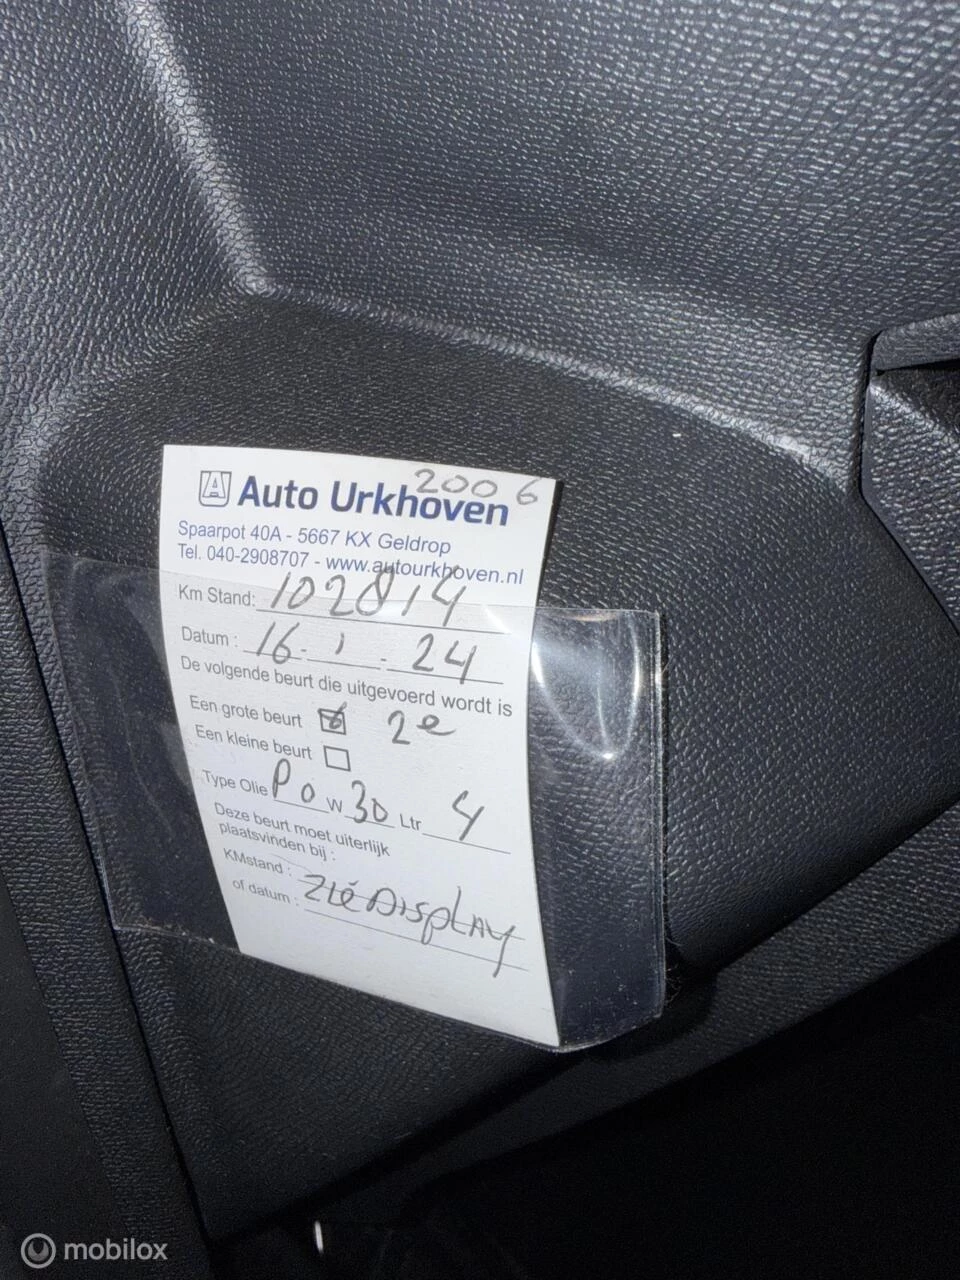 2006
Auto Urkhoven
Spaarpot 40A - 5667 KX Geldrop
Tel. 040-2908707 - www.autourkhoven.nl
Km Stand: 102814
Datum : 16 . 1 . 24
De volgende beurt die uitgevoerd wordt is
Een grote beurt 2e
Een kleine beurt
Type Olie P 0 W 30 Ltr 4
Deze beurt moet uiterlijk
plaatsvinden bij :
KMstand :
of datum : ZIE DISPLAY
mobilox